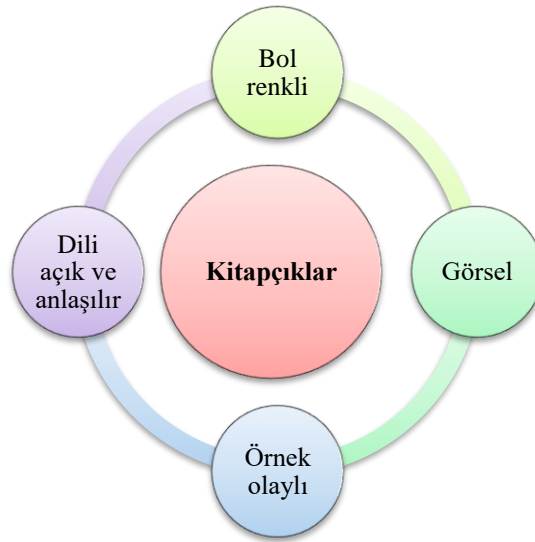 Bol
renkli
Dili
açık ve
anlaşılır
Kitapçıklar
Görsel
Örnek
olaylı